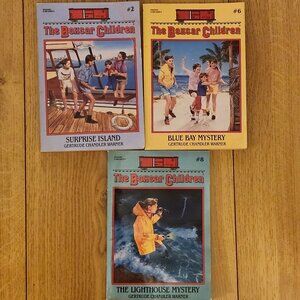 #2
The Boxcar Children
SURPRISE ISLAND
GERTRUDE CHANDLER WARNER
#6
The Boxcar Children
BLUE BAY MYSTERY
GERTRUDE CHANDLER WARNER
#8
The Boxcar Children
THE LIGHTHOUSE MYSTERY
GERTRUDE CHANDLER WARNER